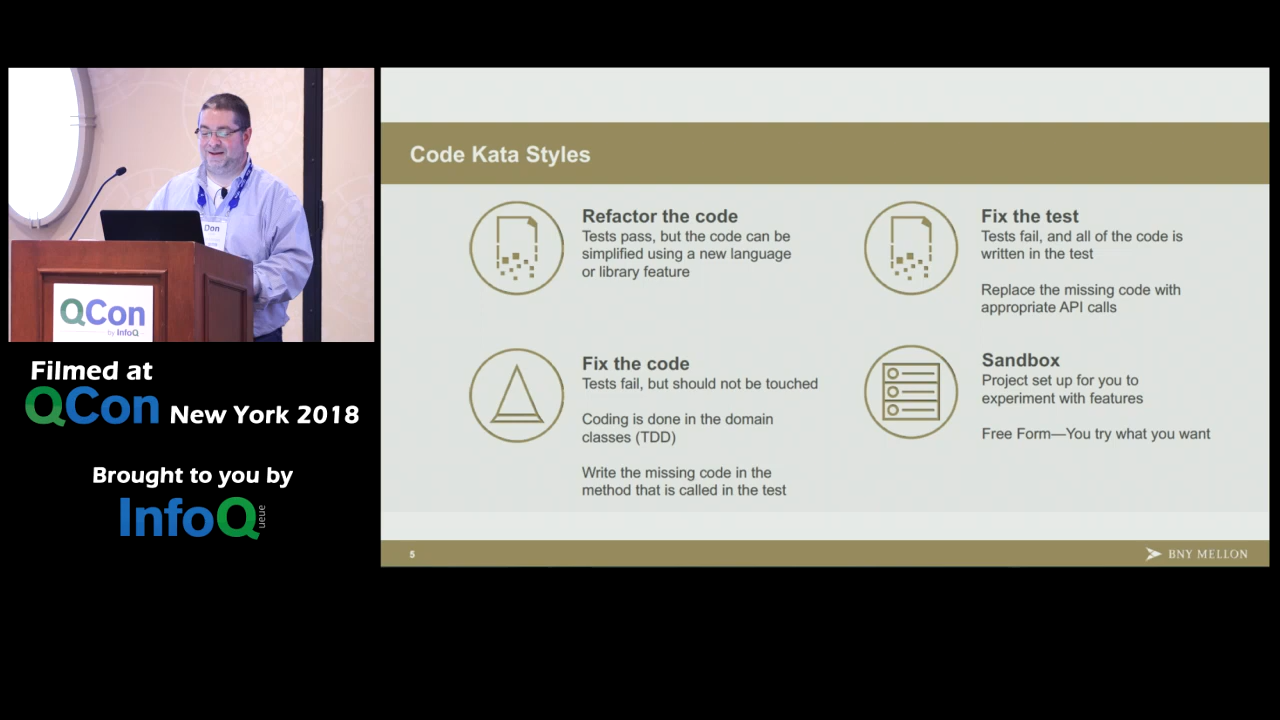 Don
QCon
by InfoQ
Filmed at
QCon New York 2018
Brought to you by
InfoQueue
Code Kata Styles
Refactor the code
Tests pass, but the code can be
simplified using a new language
or library feature
Fix the code
Tests fail, but should not be touched
Coding is done in the domain
classes (TDD)
Write the missing code in the
method that is called in the test
Fix the test
Tests fail, and all of the code is
written in the test
Replace the missing code with
appropriate API calls
Sandbox
Project set up for you to
experiment with features
Free Form—You try what you want
5
BNY MELLON